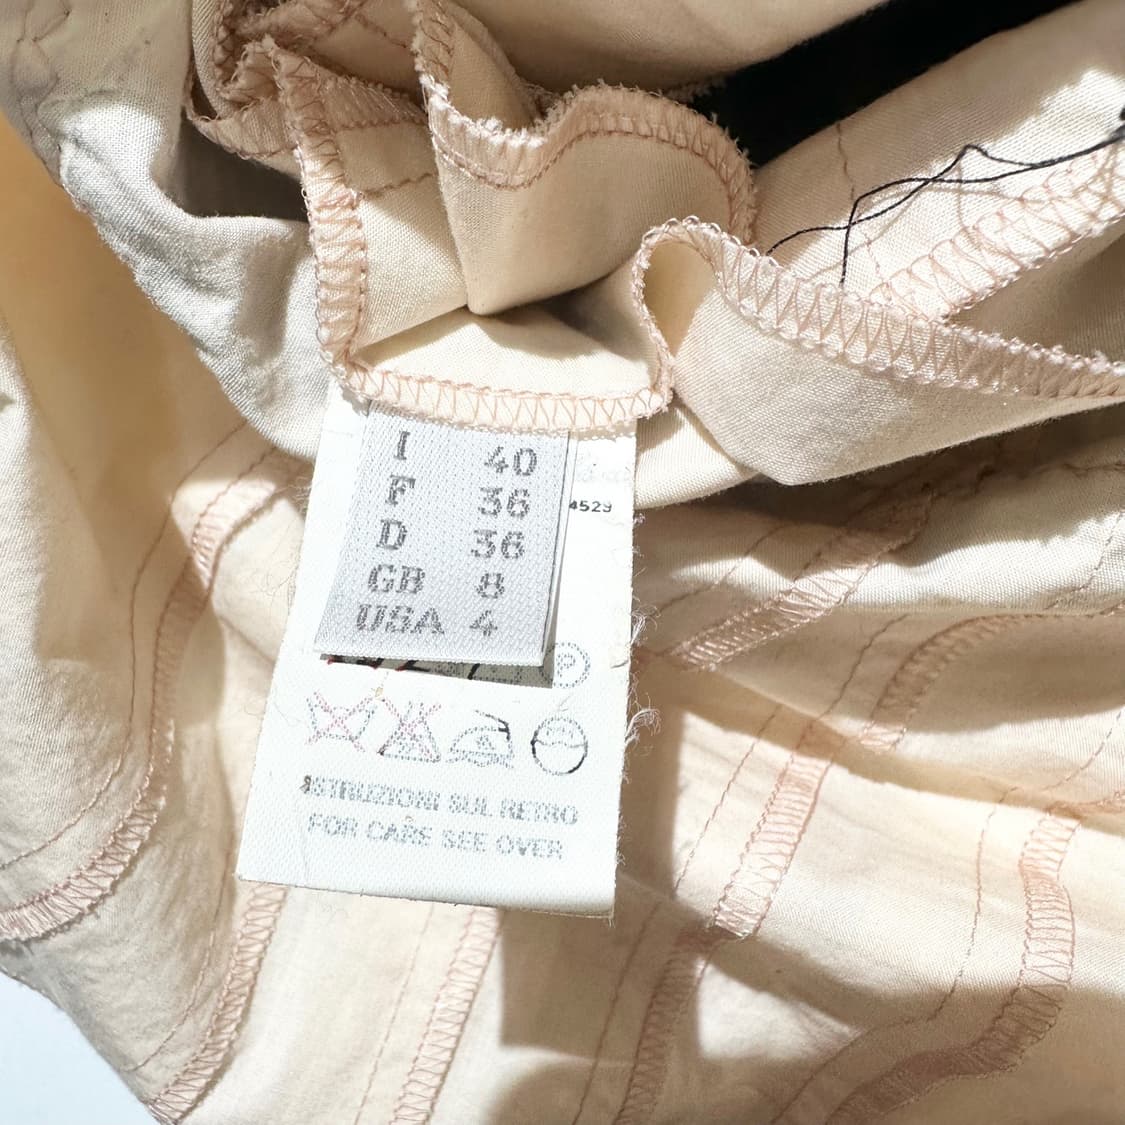 I 40
F 36
D 36
GB 8
USA 4
4529
P
ISTRUZIONI SUL RETRO
FOR CARE SEE OVER